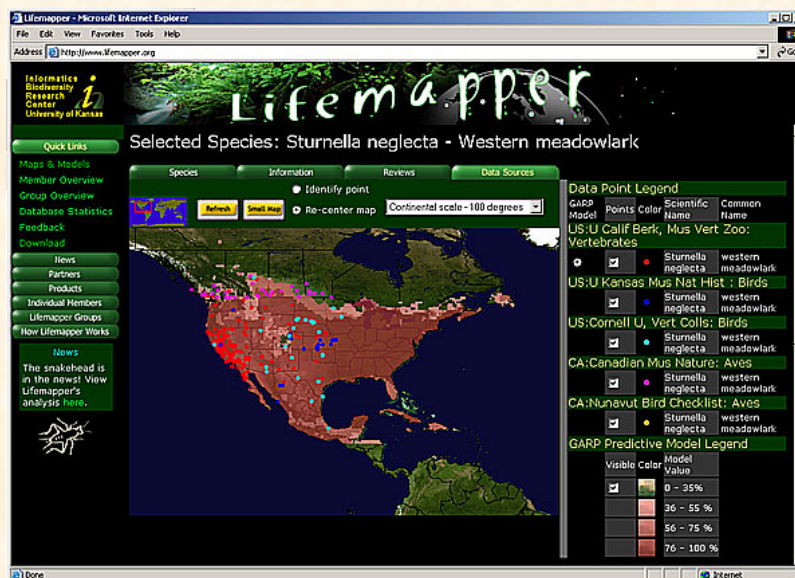 Lifemapper - Microsoft Internet Explorer
File Edit View Favorites Tools Help
Address http://www.lifemapper.org
Go
Informatics
Biodiversity
Research
Center
University of Kansas
Lifemapper
Selected Species: Sturnella neglecta - Western meadowlark
Quick Links
Maps & Models
Member Overview
Group Overview
Database Statistics
Feedback
Download
News
Partners
Products
Individual Members
Lifemapper Groups
How Lifemapper Works
News
The snakehead is
in the news! View
Lifemapper's
analysis here.
Species Information Reviews Data Sources
Identify point
Refresh Small Map Re-center map Continental scale - 100 degrees
Data Point Legend
GARP Model Points Color Scientific Name Common Name
US:U Calif Berk, Mus Vert Zoo:
Vertebrates
Sturnella western
neglecta meadowlark
US:U Kansas Mus Nat Hist : Birds
Sturnella western
neglecta meadowlark
US:Cornell U, Vert Colls: Birds
Sturnella western
neglecta meadowlark
CA:Canadian Mus Nature: Aves
Sturnella western
neglecta meadowlark
CA:Nunavut Bird Checklist: Aves
Sturnella western
neglecta meadowlark
GARP Predictive Model Legend
Visible Color Model Value
0 - 35%
36 - 55 %
56 - 75 %
76 - 100 %
Done
Internet